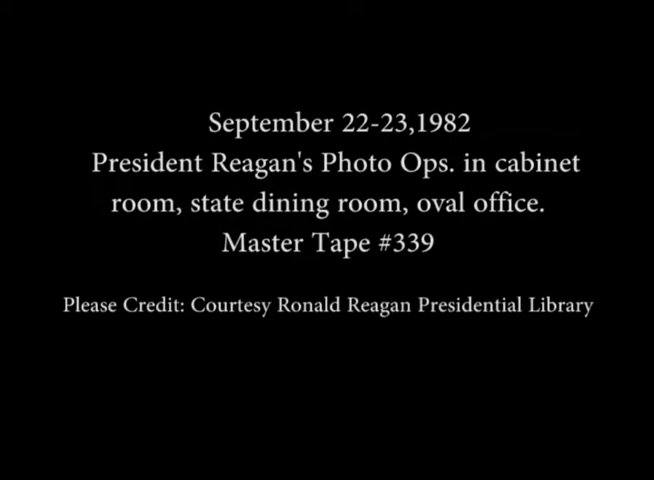 September 22-23,1982
President Reagan's Photo Ops. in cabinet
room, state dining room, oval office.
Master Tape #339
Please Credit: Courtesy Ronald Reagan Presidential Library